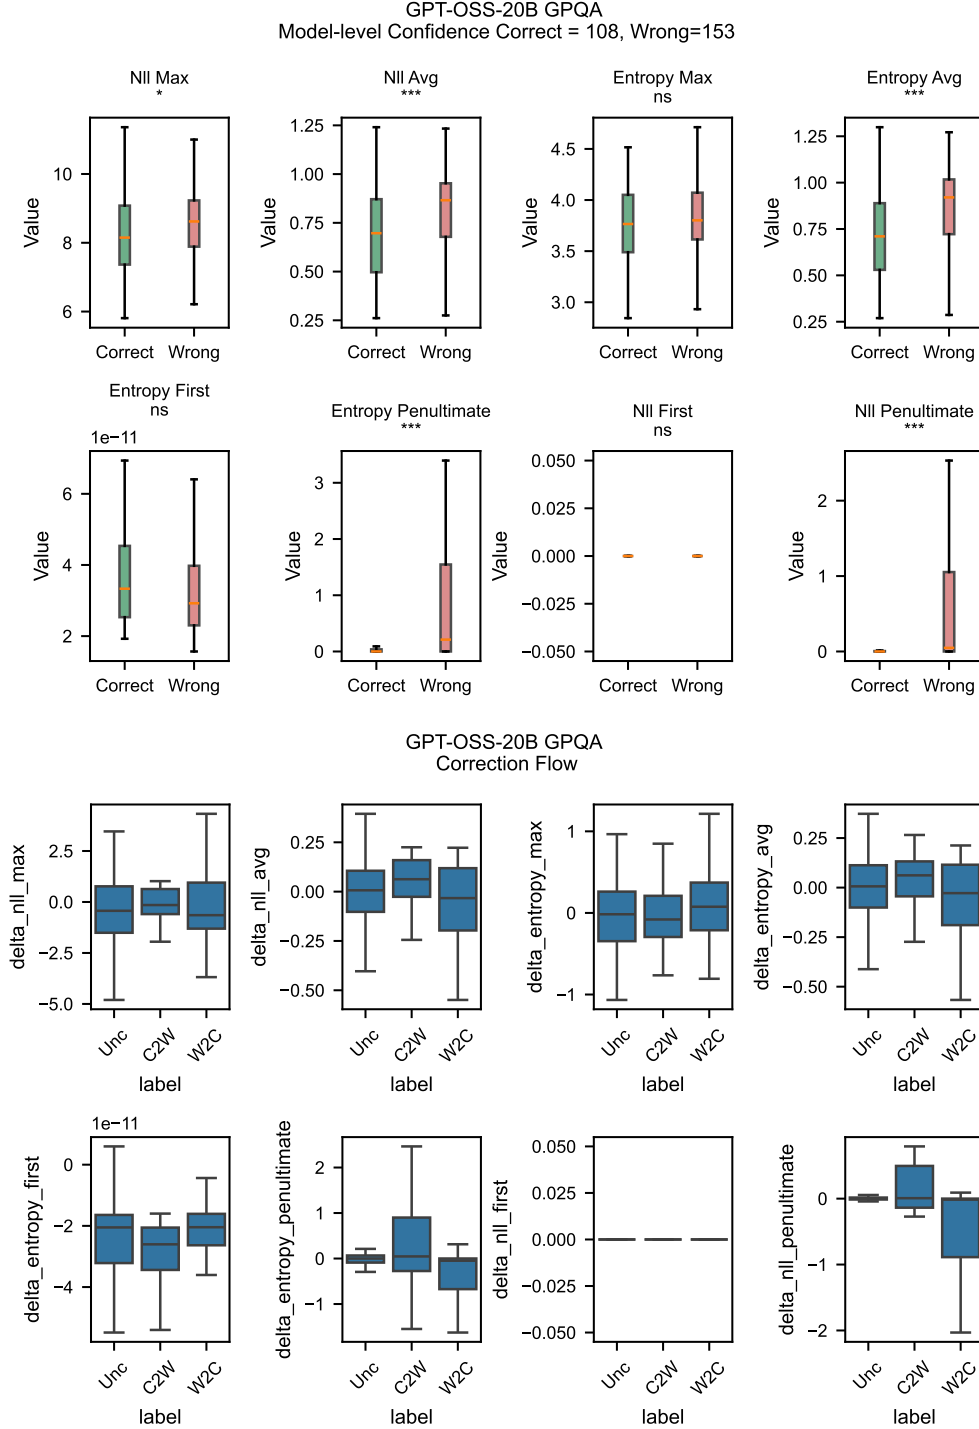 GPT-OSS-20B GPQA
Model-level Confidence Correct = 108, Wrong=153
Nll Max
*
Value
10
8
6
Correct Wrong
Nll Avg
***
Value
1.25
1.00
0.75
0.50
0.25
Correct Wrong
Entropy Max
ns
Value
4.5
4.0
3.5
3.0
Correct Wrong
Entropy Avg
***
Value
1.25
1.00
0.75
0.50
0.25
Correct Wrong
Entropy First
ns
1e−11
Value
6
4
2
Correct Wrong
Entropy Penultimate
***
Value
3
2
1
0
Correct Wrong
Nll First
ns
Value
0.050
0.025
0.000
−0.025
−0.050
Correct Wrong
Nll Penultimate
***
Value
2
1
0
Correct Wrong
GPT-OSS-20B GPQA
Correction Flow
delta_nll_max
2.5
0.0
−2.5
−5.0
Unc C2W W2C
label
delta_nll_avg
0.25
0.00
−0.25
−0.50
Unc C2W W2C
label
delta_entropy_max
1
0
−1
Unc C2W W2C
label
delta_entropy_avg
0.25
0.00
−0.25
−0.50
Unc C2W W2C
label
1e−11
delta_entropy_first
0
−2
−4
Unc C2W W2C
label
delta_entropy_penultimate
2
1
0
−1
Unc C2W W2C
label
delta_nll_first
0.050
0.025
0.000
−0.025
−0.050
Unc C2W W2C
label
delta_nll_penultimate
0
−1
−2
Unc C2W W2C
label